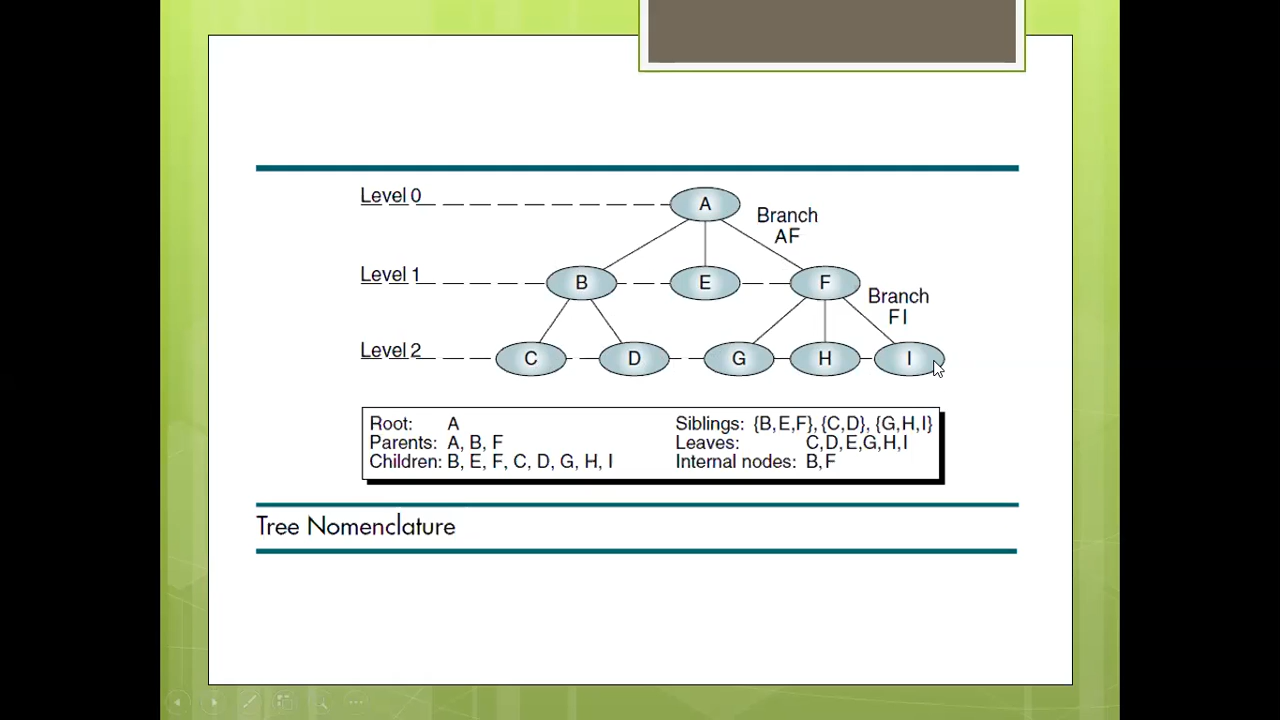 Level 0
A
Branch
AF
Level 1
B E F
Branch
FI
Level 2
C D G H I
Root: A
Parents: A, B, F
Children: B, E, F, C, D, G, H, I
Siblings: {B,E,F}, {C,D}, {G,H,I}
Leaves: C,D,E,G,H,I
Internal nodes: B,F
Tree Nomenclature